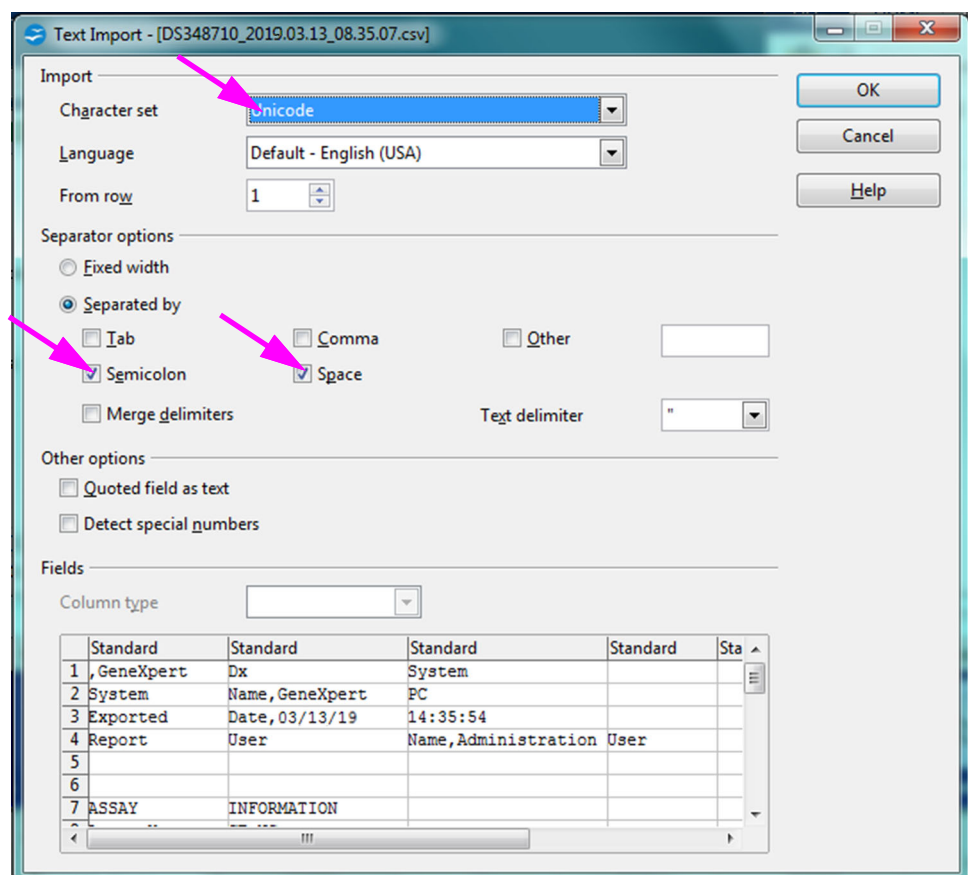 Text Import - [DS348710_2019.03.13_08.35.07.csv]
Import
Character set Unicode
Language Default - English (USA)
From row 1
OK
Cancel
Help
Separator options
Fixed width
Separated by
Tab Comma Other
Semicolon Space
Merge delimiters Text delimiter "
Other options
Quoted field as text
Detect special numbers
Fields
Column type
Standard Standard Standard Standard Sta
1 ,GeneXpert Dx System
2 System Name,GeneXpert PC
3 Exported Date,03/13/19 14:35:54
4 Report User Name,Administration User
5
6
7 ASSAY INFORMATION